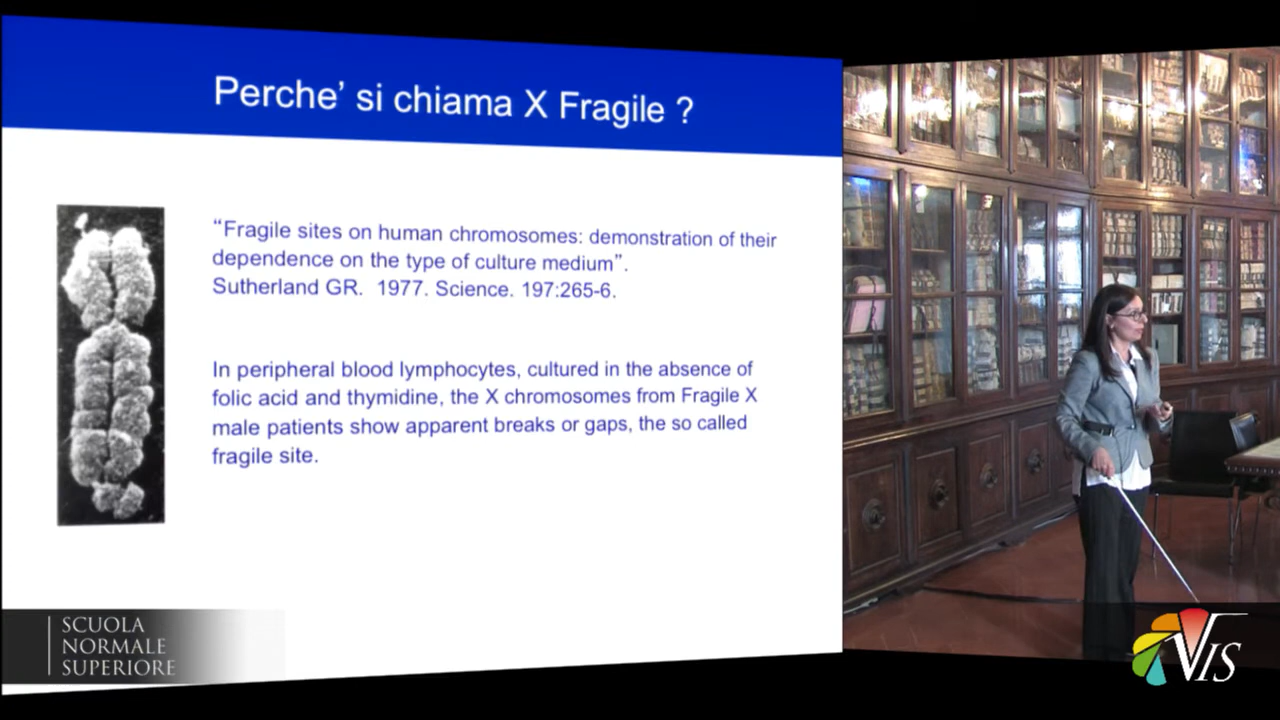 Perche’ si chiama X Fragile ?
“Fragile sites on human chromosomes: demonstration of their
dependence on the type of culture medium”.
Sutherland GR. 1977. Science. 197:265-6.
In peripheral blood lymphocytes, cultured in the absence of
folic acid and thymidine, the X chromosomes from Fragile X
male patients show apparent breaks or gaps, the so called
fragile site.
SCUOLA
NORMALE
SUPERIORE
VIS